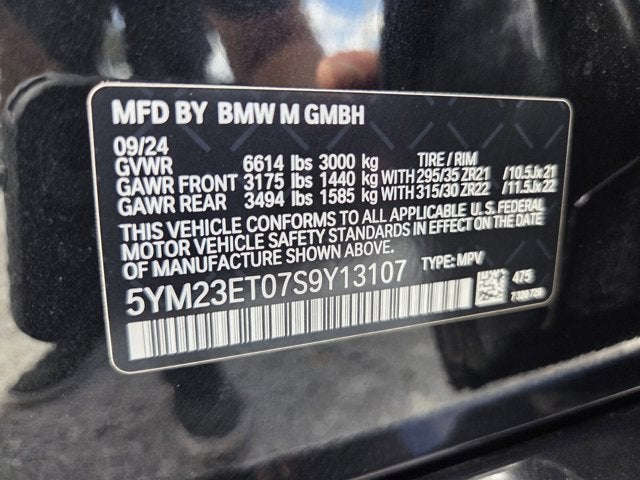 MFD BY BMW M GMBH
09/24
GVWR 6614 lbs 3000 kg TIRE / RIM
GAWR FRONT 3175 lbs 1440 kg WITH 295/35 ZR21 /10.5Jx21
GAWR REAR 3494 lbs 1585 kg WITH 315/30 ZR22 /11.5Jx22
THIS VEHICLE CONFORMS TO ALL APPLICABLE U.S. FEDERAL
MOTOR VEHICLE SAFETY STANDARDS IN EFFECT ON THE DATE
OF MANUFACTURE SHOWN ABOVE.
5YM23ET07S9Y13107 TYPE: MPV
475